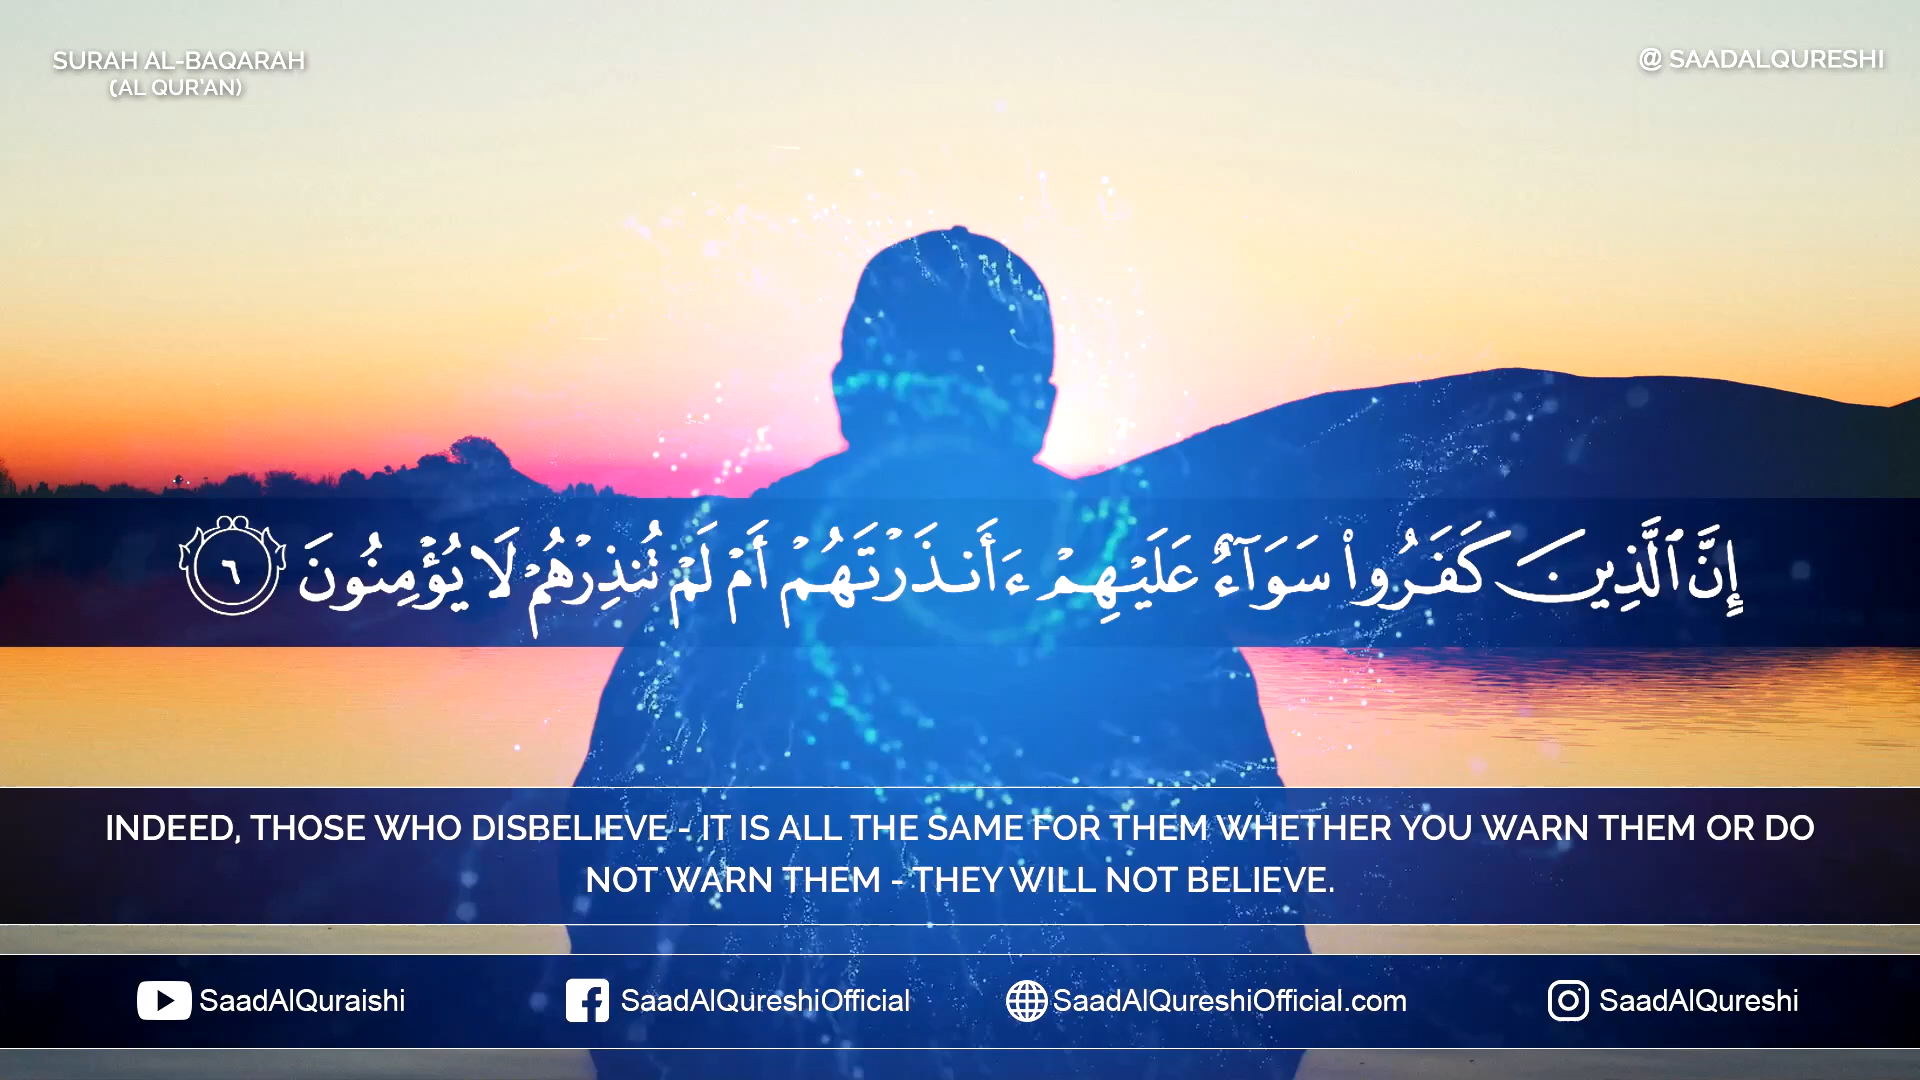 SURAH AL-BAQARAH
(AL QUR'AN)
@ SAADALQURESHI
إِنَّ ٱلَّذِينَ كَفَرُوا۟ سَوَآءٌ عَلَيْهِمْ ءَأَنذَرْتَهُمْ أَمْ لَمْ تُنذِرْهُمْ لَا يُؤْمِنُونَ ٦
INDEED, THOSE WHO DISBELIEVE - IT IS ALL THE SAME FOR THEM WHETHER YOU WARN THEM OR DO
NOT WARN THEM - THEY WILL NOT BELIEVE.
SaadAlQuraishi
SaadAlQureshiOfficial
SaadAlQureshiOfficial.com
SaadAlQureshi